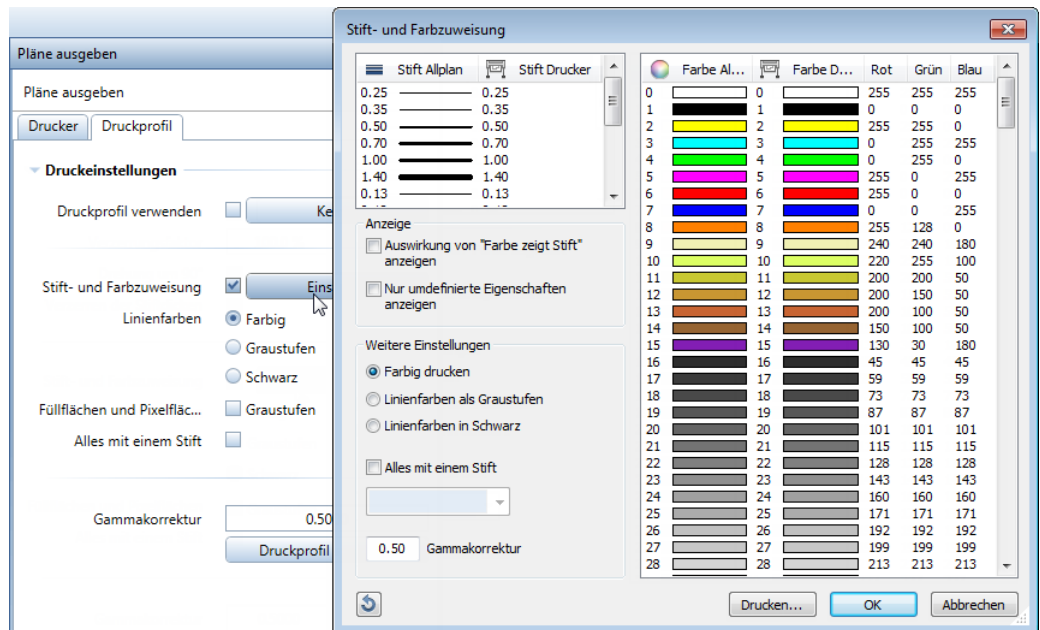 Pläne ausgeben
Pläne ausgeben
Drucker Druckprofil
Druckeinstellungen
Druckprofil verwenden Ke
Stift- und Farbzuweisung Eins
Linienfarben Farbig
Graustufen
Schwarz
Füllflächen und Pixelfläc... Graustufen
Alles mit einem Stift
Gammakorrektur 0.50
Druckprofil
Stift- und Farbzuweisung
Stift Allplan Stift Drucker
0.25 0.25
0.35 0.35
0.50 0.50
0.70 0.70
1.00 1.00
1.40 1.40
0.13 0.13
Anzeige
Auswirkung von "Farbe zeigt Stift"
anzeigen
Nur umdefinierte Eigenschaften
anzeigen
Weitere Einstellungen
Farbig drucken
Linienfarben als Graustufen
Linienfarben in Schwarz
Alles mit einem Stift
0.50 Gammakorrektur
Farbe Al... Farbe D... Rot Grün Blau
0 0 255 255 255
1 1 0 0 0
2 2 255 255 0
3 3 0 255 255
4 4 0 255 0
5 5 255 0 255
6 6 255 0 0
7 7 0 0 255
8 8 255 128 0
9 9 240 240 180
10 10 220 255 100
11 11 200 200 50
12 12 200 150 50
13 13 200 100 50
14 14 150 100 50
15 15 130 30 180
16 16 45 45 45
17 17 59 59 59
18 18 73 73 73
19 19 87 87 87
20 20 101 101 101
21 21 115 115 115
22 22 128 128 128
23 23 143 143 143
24 24 160 160 160
25 25 171 171 171
26 26 192 192 192
27 27 199 199 199
28 28 213 213 213
Drucken... OK Abbrechen